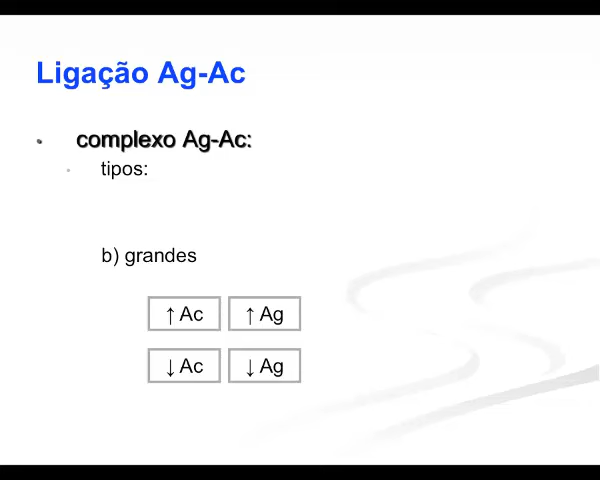 Ligação Ag-Ac
• complexo Ag-Ac:
• tipos:
b) grandes
↑ Ac ↑ Ag
↓ Ac ↓ Ag